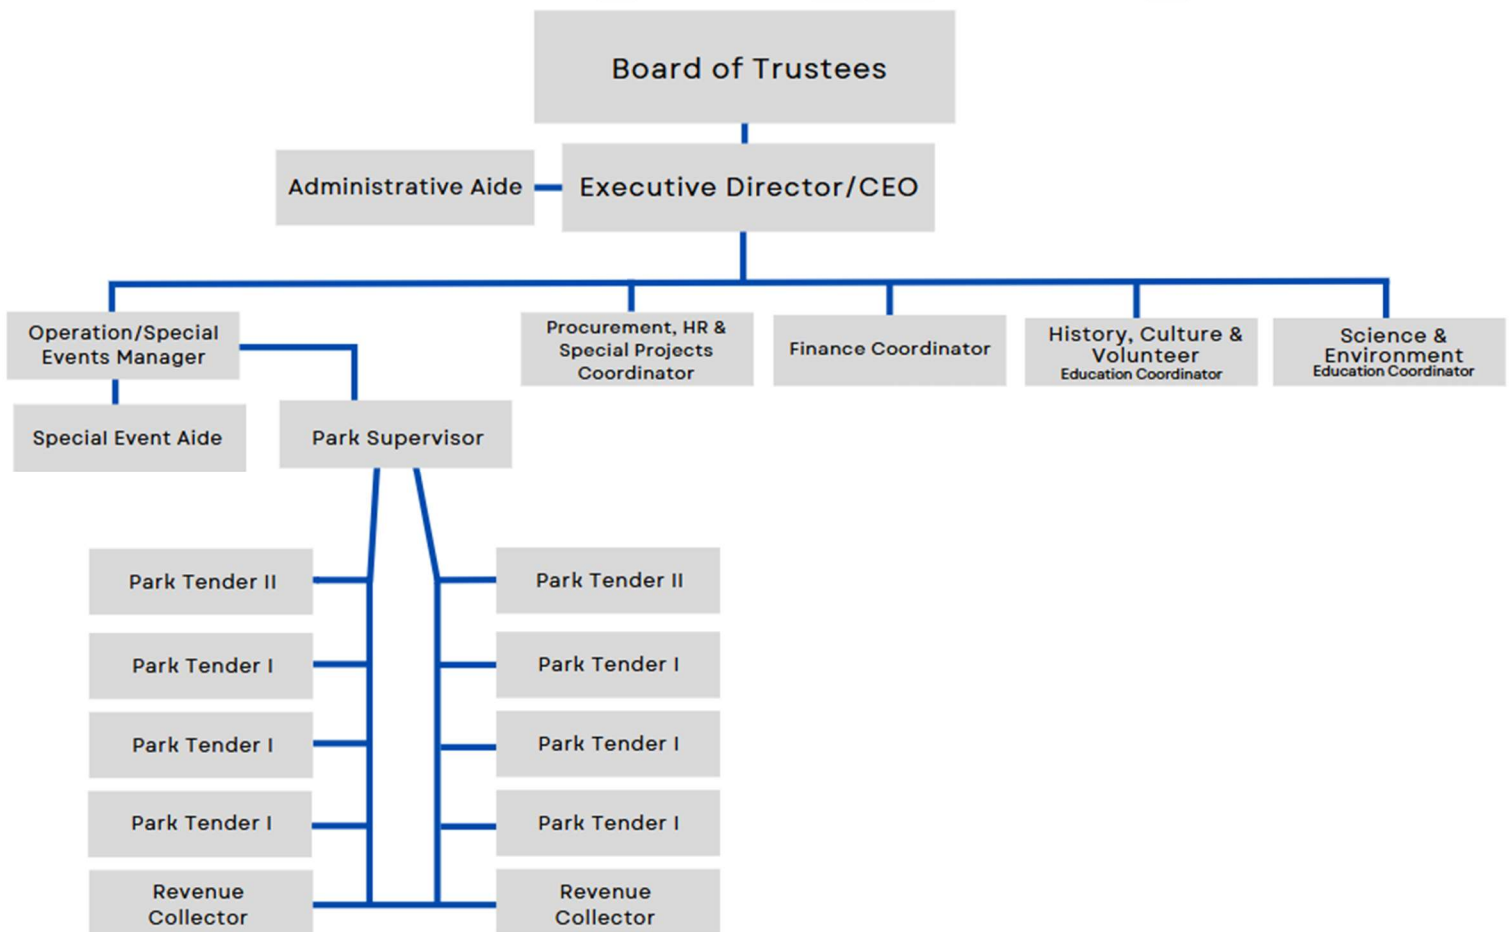 Board of Trustees
Administrative Aide
Executive Director/CEO
Operation/Special
Events Manager
Procurement, HR &
Special Projects
Coordinator
Finance Coordinator
History, Culture &
Volunteer
Education Coordinator
Science &
Environment
Education Coordinator
Special Event Aide
Park Supervisor
Park Tender II
Park Tender II
Park Tender I
Park Tender I
Park Tender I
Park Tender I
Park Tender I
Park Tender I
Revenue
Collector
Revenue
Collector